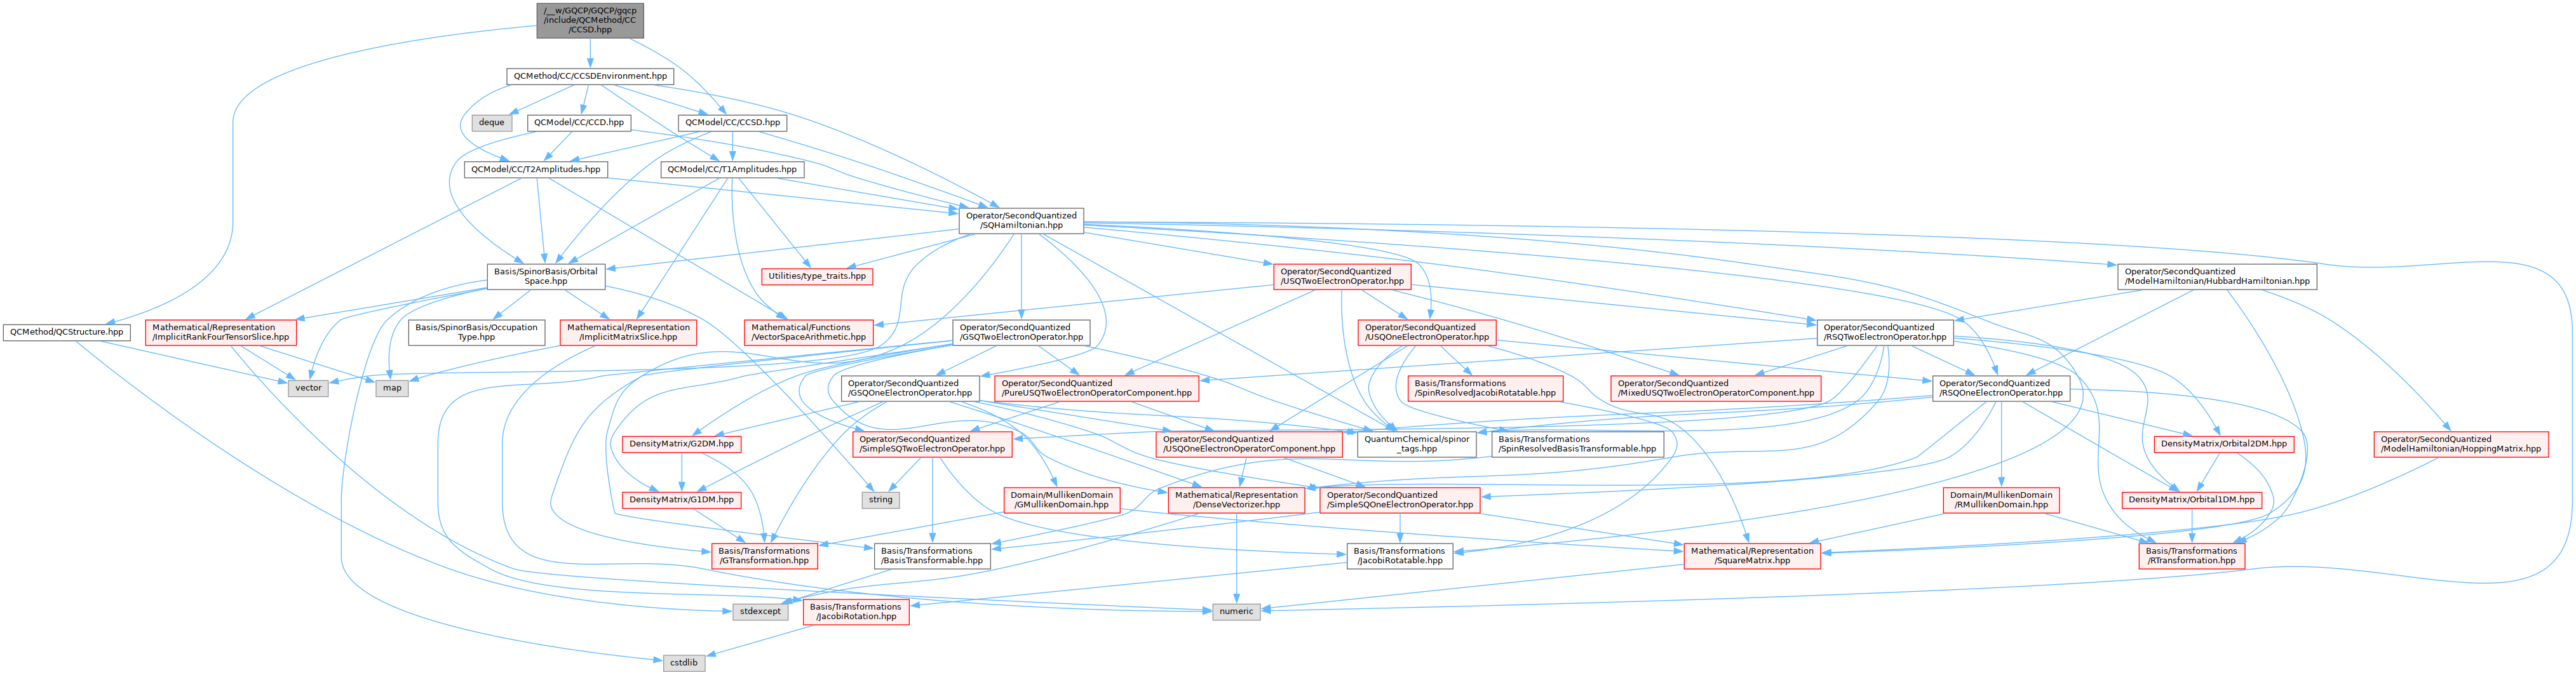 /__w/GQCP/GQCP/gqcp
/include/QCMethod/CC
/CCSD.hpp
QCMethod/CC/CCSDEnvironment.hpp
deque
QCModel/CC/CCD.hpp
QCModel/CC/CCSD.hpp
QCModel/CC/T2Amplitudes.hpp
QCModel/CC/T1Amplitudes.hpp
Operator/SecondQuantized
/SQHamiltonian.hpp
Basis/SpinorBasis/Orbital
Space.hpp
Utilities/type_traits.hpp
Operator/SecondQuantized
/USQTwoElectronOperator.hpp
Operator/SecondQuantized
/ModelHamiltonian/HubbardHamiltonian.hpp
QCMethod/QCStructure.hpp
Mathematical/Representation
/ImplicitRankFourTensorSlice.hpp
Basis/SpinorBasis/Occupation
Type.hpp
Mathematical/Representation
/ImplicitMatrixSlice.hpp
Mathematical/Functions
/VectorSpaceArithmetic.hpp
Operator/SecondQuantized
/GSQTwoElectronOperator.hpp
Operator/SecondQuantized
/USQOneElectronOperator.hpp
Operator/SecondQuantized
/RSQTwoElectronOperator.hpp
vector
map
Operator/SecondQuantized
/GSQOneElectronOperator.hpp
Operator/SecondQuantized
/PureUSQTwoElectronOperatorComponent.hpp
Basis/Transformations
/SpinResolvedJacobiRotatable.hpp
Operator/SecondQuantized
/MixedUSQTwoElectronOperatorComponent.hpp
Operator/SecondQuantized
/RSQOneElectronOperator.hpp
DensityMatrix/G2DM.hpp
Operator/SecondQuantized
/SimpleSQTwoElectronOperator.hpp
Operator/SecondQuantized
/USQOneElectronOperatorComponent.hpp
QuantumChemical/spinor
_tags.hpp
Basis/Transformations
/SpinResolvedBasisTransformable.hpp
DensityMatrix/Orbital2DM.hpp
Operator/SecondQuantized
/ModelHamiltonian/HoppingMatrix.hpp
DensityMatrix/G1DM.hpp
string
Domain/MullikenDomain
/GMullikenDomain.hpp
Mathematical/Representation
/DenseVectorizer.hpp
Operator/SecondQuantized
/SimpleSQOneElectronOperator.hpp
Domain/MullikenDomain
/RMullikenDomain.hpp
DensityMatrix/Orbital1DM.hpp
Basis/Transformations
/GTransformation.hpp
Basis/Transformations
/BasisTransformable.hpp
Basis/Transformations
/JacobiRotatable.hpp
Mathematical/Representation
/SquareMatrix.hpp
Basis/Transformations
/RTransformation.hpp
stdexcept
Basis/Transformations
/JacobiRotation.hpp
numeric
cstdlib